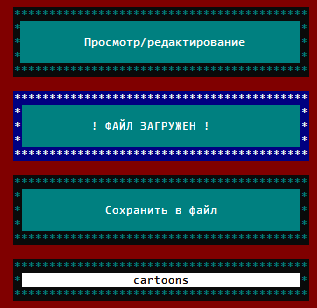 Просмотр/редактирование
! ФАЙЛ ЗАГРУЖЕН !
Сохранить в файл
cartoons